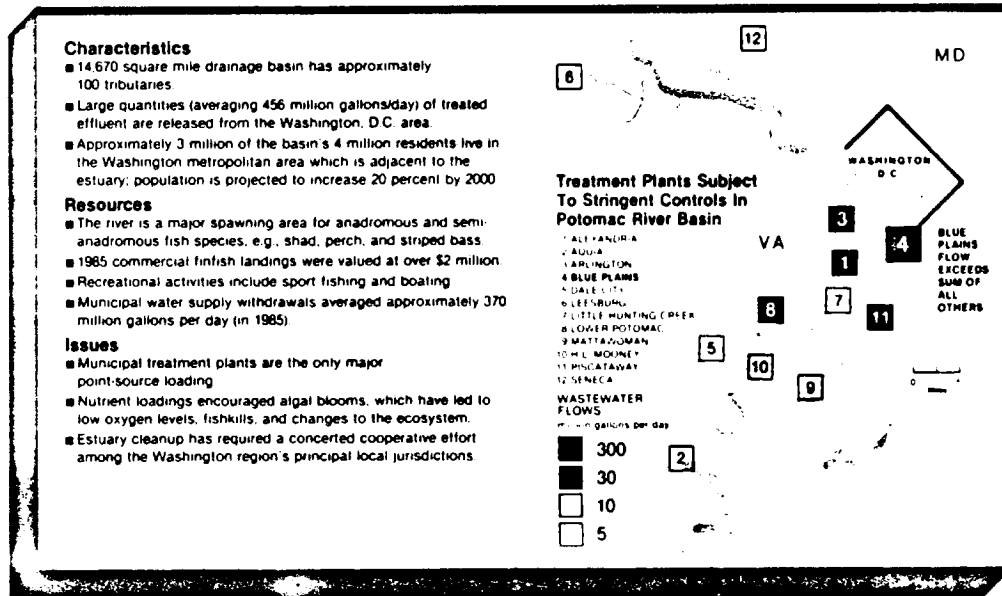 Characteristics
■ 14,670 square mile drainage basin has approximately
100 tributaries.
■ Large quantities (averaging 456 million gallons/day) of treated
effluent are released from the Washington, D.C. area.
■ Approximately 3 million of the basin's 4 million residents live in
the Washington metropolitan area which is adjacent to the
estuary; population is projected to increase 20 percent by 2000
Resources
■ The river is a major spawning area for anadromous and semi-
anadromous fish species, e.g., shad, perch, and striped bass.
■ 1985 commercial finfish landings were valued at over $2 million
■ Recreational activities include sport fishing and boating
■ Municipal water supply withdrawals averaged approximately 370
million gallons per day (in 1985).
Issues
■ Municipal treatment plants are the only major
point-source loading
■ Nutrient loadings encouraged algal blooms, which have led to
low oxygen levels, fishkills, and changes to the ecosystem.
■ Estuary cleanup has required a concerted cooperative effort
among the Washington region's principal local jurisdictions.
12
MD
6
WASHINGTON
D C
Treatment Plants Subject
To Stringent Controls In
Potomac River Basin
1 ALEXANDRIA
2 AQUIA
3 ARLINGTON
4 BLUE PLAINS
5 DALE CITY
6 LEESBURG
7 LITTLE HUNTING CREEK
8 LOWER POTOMAC
9 MATTAWOMAN
10 H.L. MOONEY
11 PISCATAWAY
12 SENECA
VA
3
4
BLUE
PLAINS
FLOW
EXCEEDS
SUM OF
ALL
OTHERS
1
7
8
11
5
10
9
0 4
2
WASTEWATER
FLOWS
million gallons per day
300
30
10
5